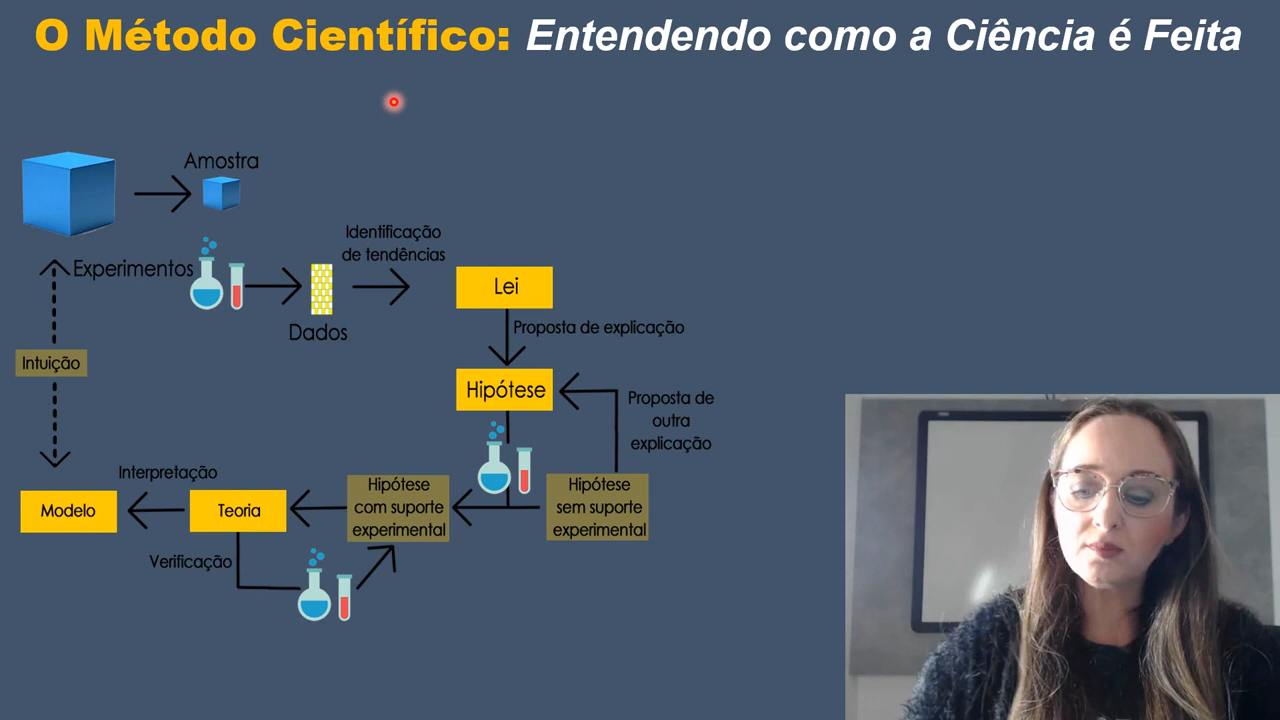 O Método Científico: Entendendo como a Ciência é Feita
Amostra
Experimentos
Dados
Identificação
de tendências
Lei
Proposta de explicação
Hipótese
Proposta de
outra
explicação
Intuição
Hipótese
sem suporte
experimental
Hipótese
com suporte
experimental
Teoria
Interpretação
Modelo
Verificação